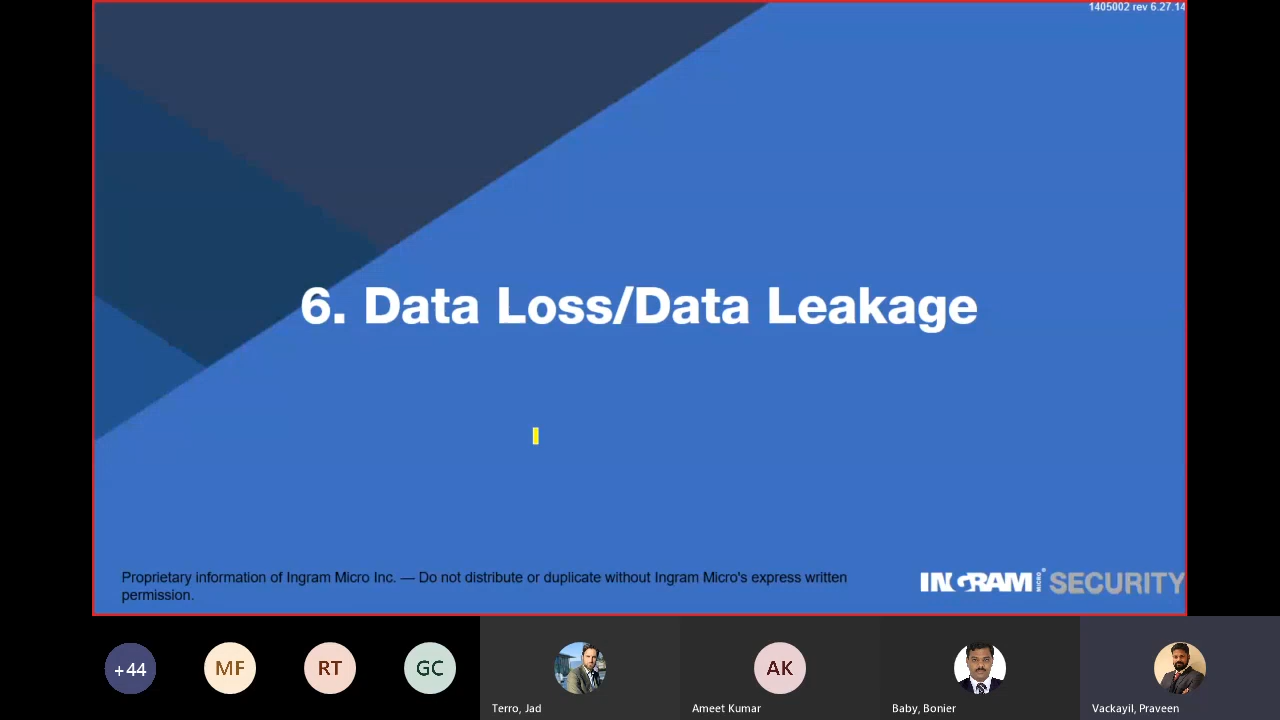 1405002 rev 6.27.14
6. Data Loss/Data Leakage
Proprietary information of Ingram Micro Inc. — Do not distribute or duplicate without Ingram Micro's express written
permission.
INGRAM MICRO® SECURITY
+44
MF
RT
GC
AK
Terro, Jad
Ameet Kumar
Baby, Bonier
Vackayil, Praveen